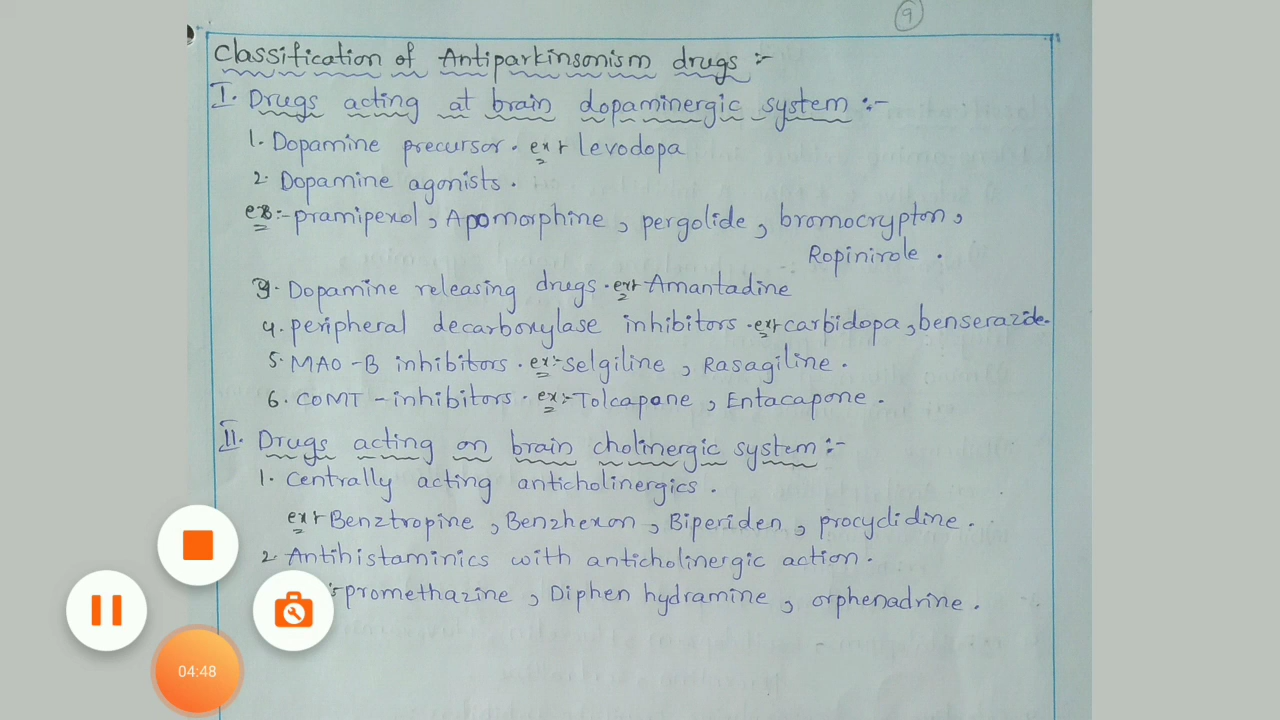 9
Classification of Antiparkinsonism drugs :-
I. Drugs acting at brain dopaminergic system :-
1. Dopamine precursor. ex:- levodopa
2. Dopamine agonists.
ex:- pramipexol, Apomorphine, pergolide, bromocrypton,
Ropinirole.
3. Dopamine releasing drugs. ex:- Amantadine
4. peripheral decarboxylase inhibitors. ex:- carbidopa, benserazide.
5. MAO-B inhibitors. ex:- selgiline, Rasagiline.
6. COMT - inhibitors. ex:- Tolcapone, Entacapone.
II. Drugs acting on brain cholinergic system :-
1. Centrally acting anticholinergics.
ex:- Benztropine, Benzhexon, Biperiden, procyclidine.
2. Antihistaminics with anticholinergic action.
promethazine, Diphen hydramine, orphenadrine.
04:48